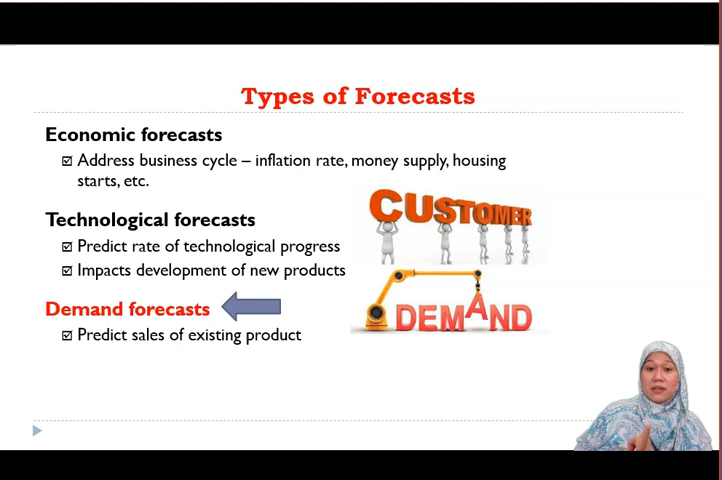 Types of Forecasts
Economic forecasts
Address business cycle – inflation rate, money supply, housing
starts, etc.
Technological forecasts
Predict rate of technological progress
Impacts development of new products
Demand forecasts
Predict sales of existing product
CUSTOMER
DEMAND